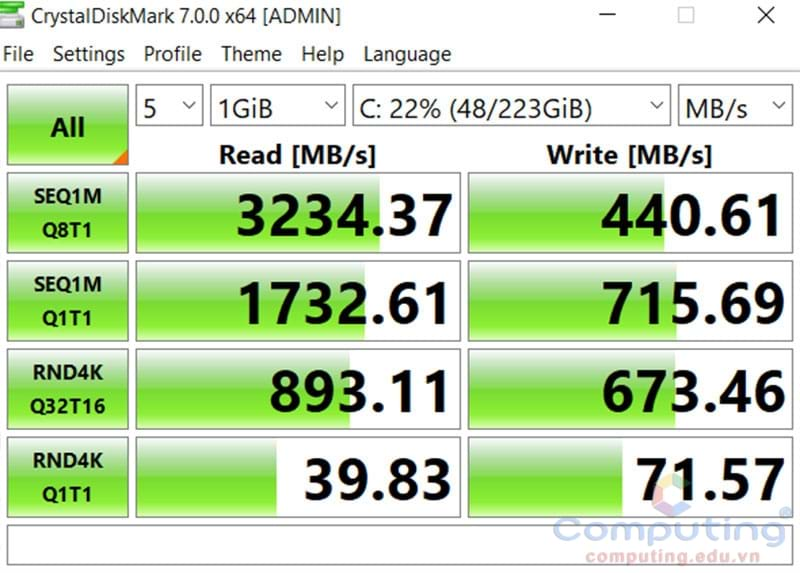 CrystalDiskMark 7.0.0 x64 [ADMIN]
File Settings Profile Theme Help Language
All 5 1GiB C: 22% (48/223GiB) MB/s
Read [MB/s] Write [MB/s]
SEQ1M
Q8T1
3234.37 440.61
SEQ1M
Q1T1
1732.61 715.69
RND4K
Q32T16
893.11 673.46
RND4K
Q1T1
39.83 71.57
Computing®
computing.edu.vn